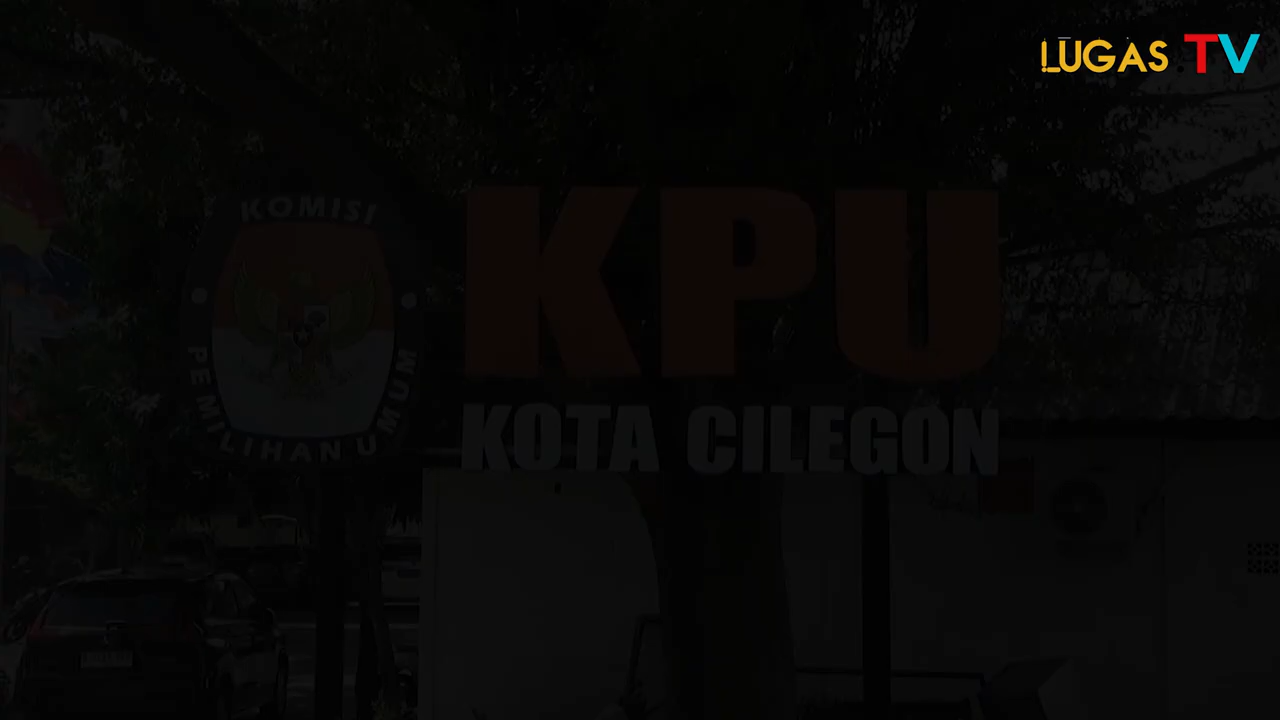 LUGAS TV
KOMISI
PEMILIHAN UMUM
KPU
KOTA CILEGON